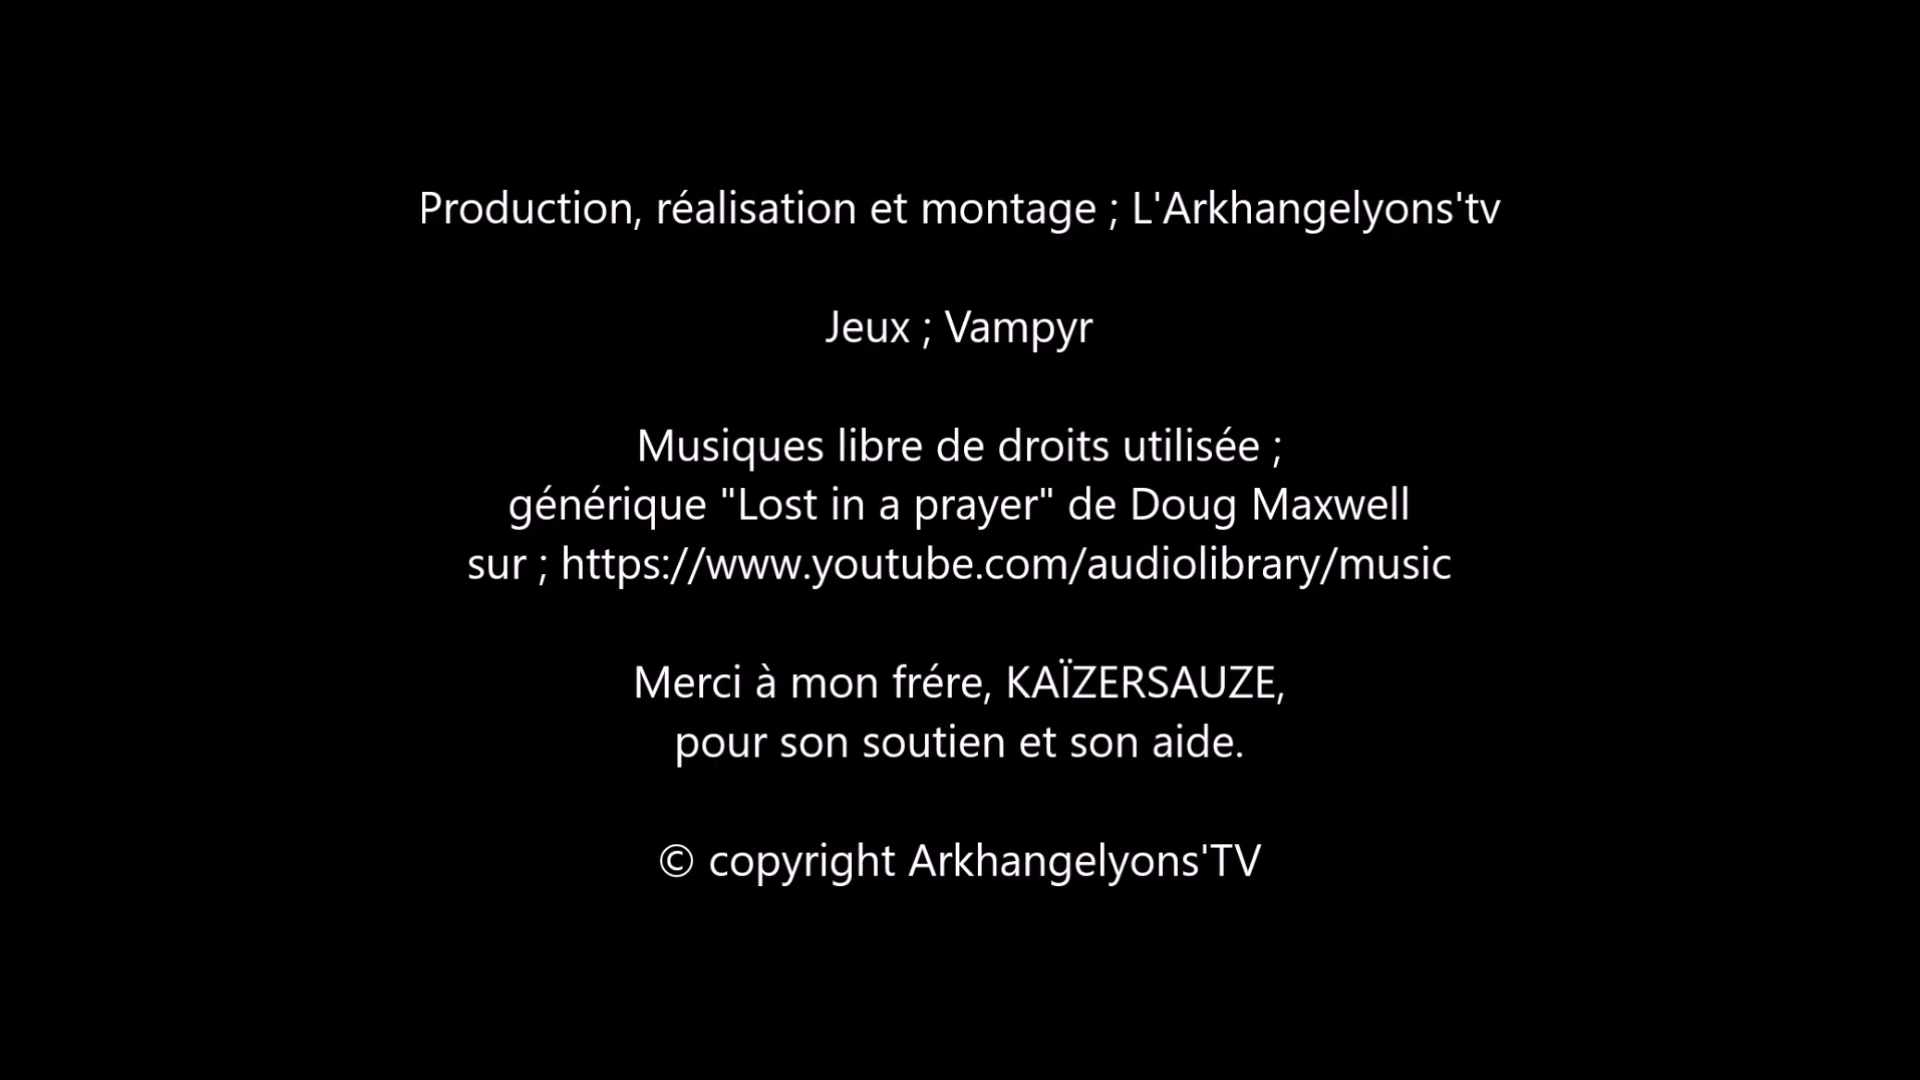 Production, réalisation et montage ; L'Arkhangelyons'tv
Jeux ; Vampyr
Musiques libre de droits utilisée ;
générique "Lost in a prayer" de Doug Maxwell
sur ; https://www.youtube.com/audiolibrary/music
Merci à mon frére, KAÏZERSAUZE,
pour son soutien et son aide.
© copyright Arkhangelyons'TV